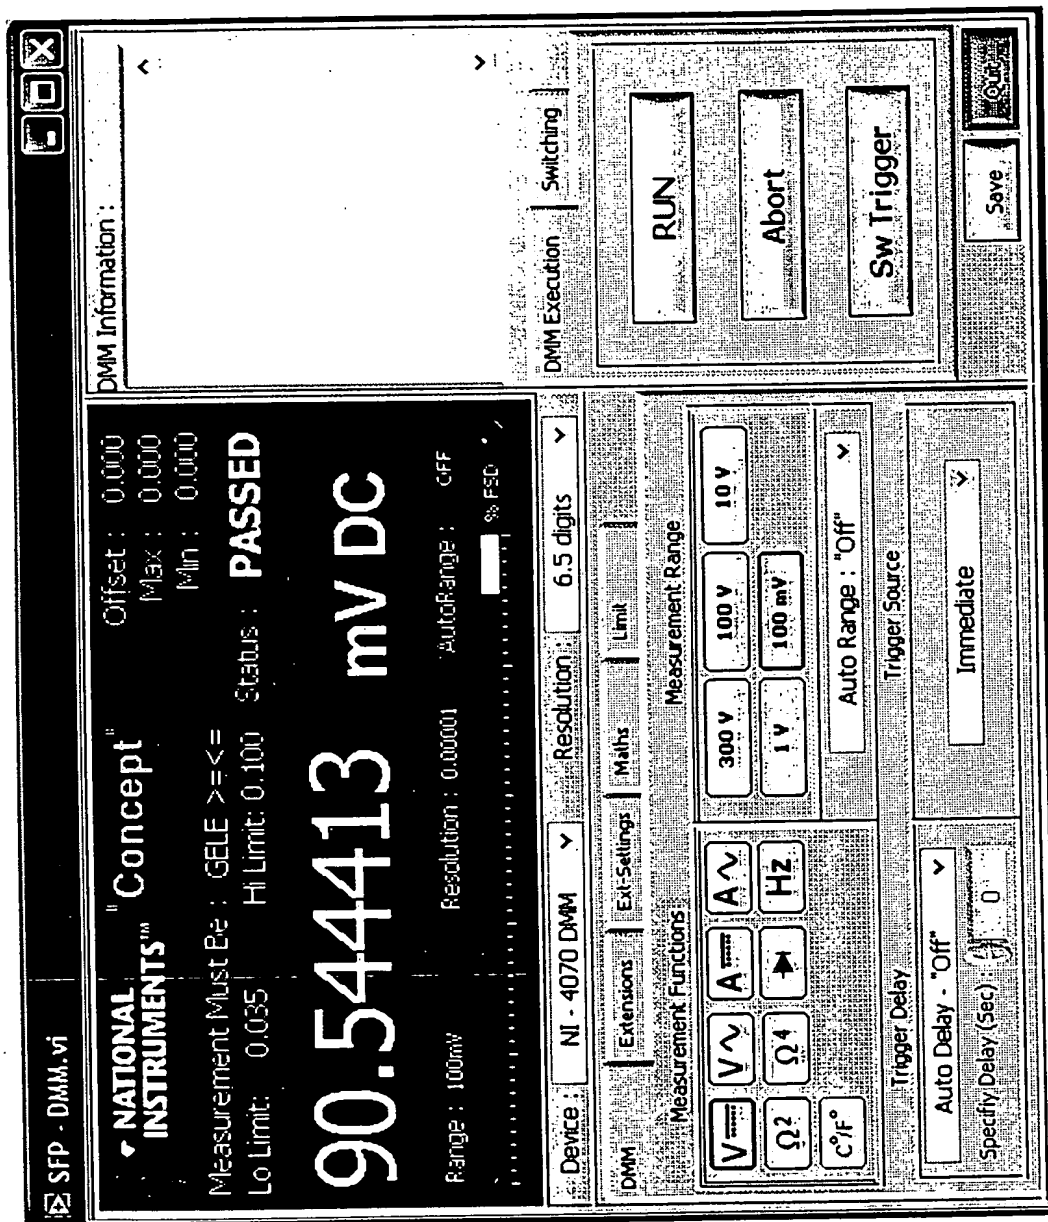 SFP - DMM.vi
NATIONAL INSTRUMENTS™
"Concept"
Offset : 0.000
Max : 0.000
Min : 0.000
Measurement Must Be : GELE >=<=
Lo Limit: 0.035 Hi Limit: 0.100 Status : PASSED
90.54413 mV DC
Range : 100mV Resolution : 0.00001 AutoRange : OFF
% FSD
Device : NI - 4070 DMM Resolution : 6.5 digits
DMM Extensions Ext-Settings Maths Limit
Measurement Functions
V V A A
Ω2 Ω4 Hz
C°/F°
Measurement Range
300 V 100 V 10 V
1 V 100 mV
Auto Range : "Off"
Trigger Delay
Auto Delay - "Off"
Specifiy Delay (Sec) : 0
Trigger Source
Immediate
DMM Information :
DMM Execution Switching
RUN
Abort
Sw Trigger
Save
Quit